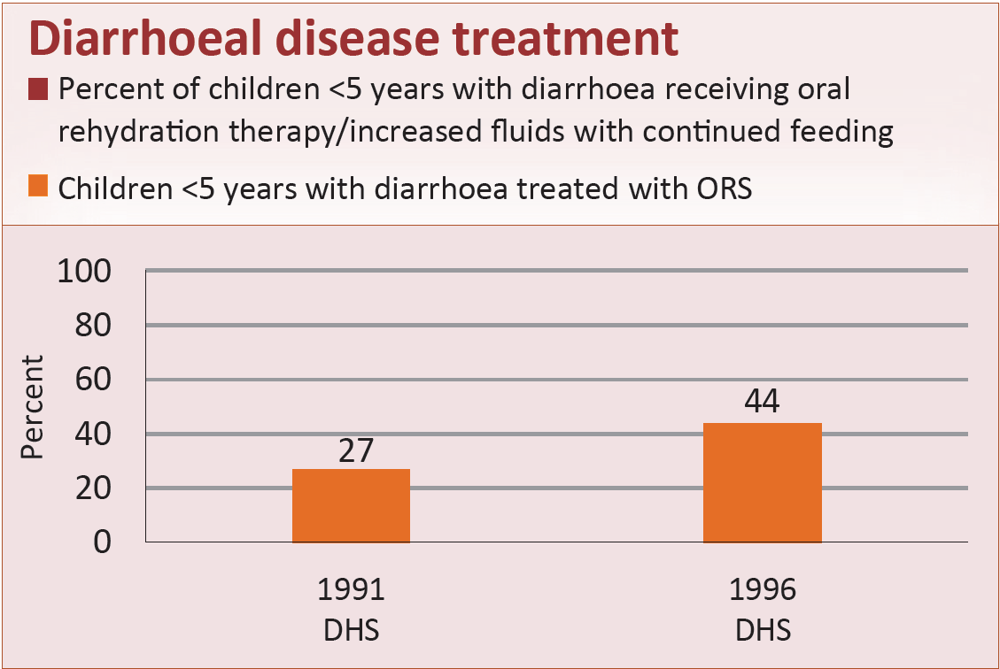 Diarrhoeal disease treatment
Percent of children <5 years with diarrhoea receiving oral
rehydration therapy/increased fluids with continued feeding
Children <5 years with diarrhoea treated with ORS
100
80
60
40
20
0
Percent
27
44
1991
DHS
1996
DHS